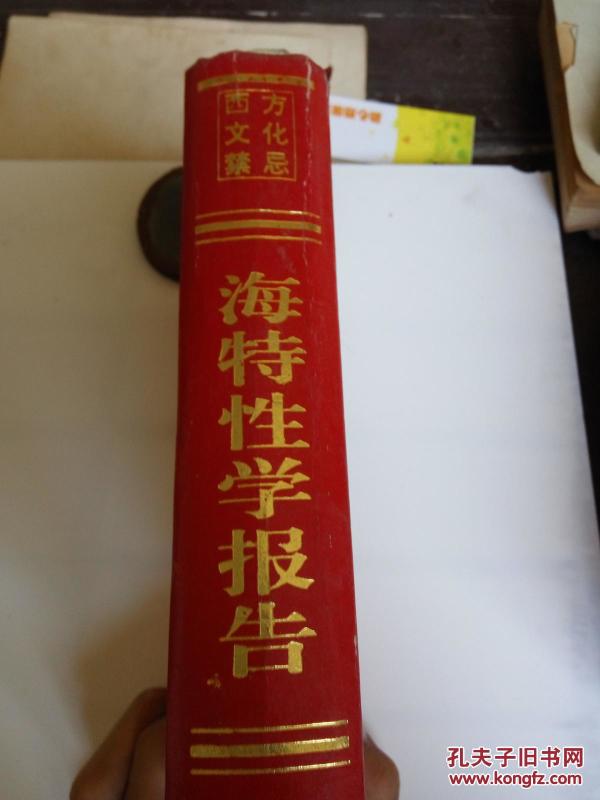 西方
文化
禁忌
海特性学报告
孔夫子旧书网
www.kongfz.com